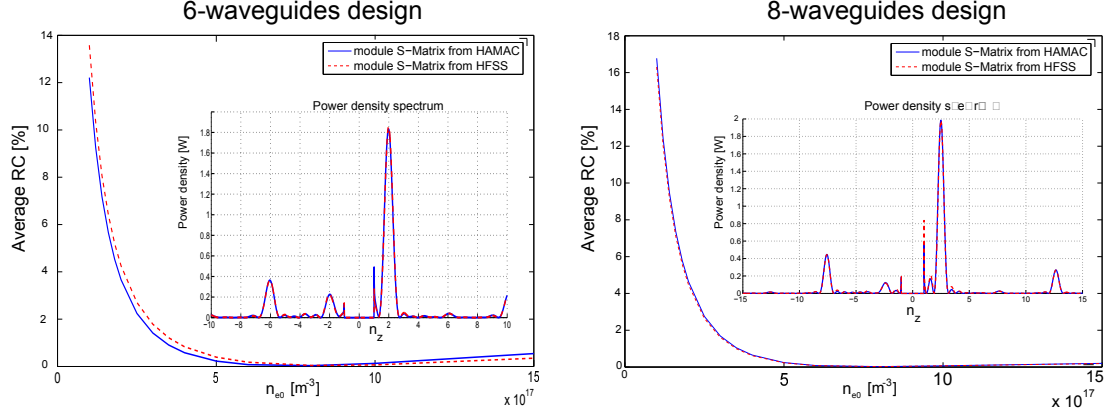 6-waveguides design
14
12
10
8
6
4
2
0
Average RC [%]
module S-Matrix from HAMAC
module S-Matrix from HFSS
Power density spectrum
Power density [W]
1.8
1.6
1.4
1.2
1
0.8
0.6
0.4
0.2
0
-10 -8 -6 -4 -2 0 2 4 6 8 10
n_z
0 5 10 15
n_e0 [m^-3]
x 10^17
8-waveguides design
18
16
14
12
10
8
6
4
2
0
Average RC [%]
module S-Matrix from HAMAC
module S-Matrix from HFSS
Power density
Power density [W]
2
1.8
1.6
1.4
1.2
1
0.8
0.6
0.4
0.2
0
-15 -10 -5 0 5 10 15
n_z
0 5 10 15
n_e0 [m^-3]
x 10^17